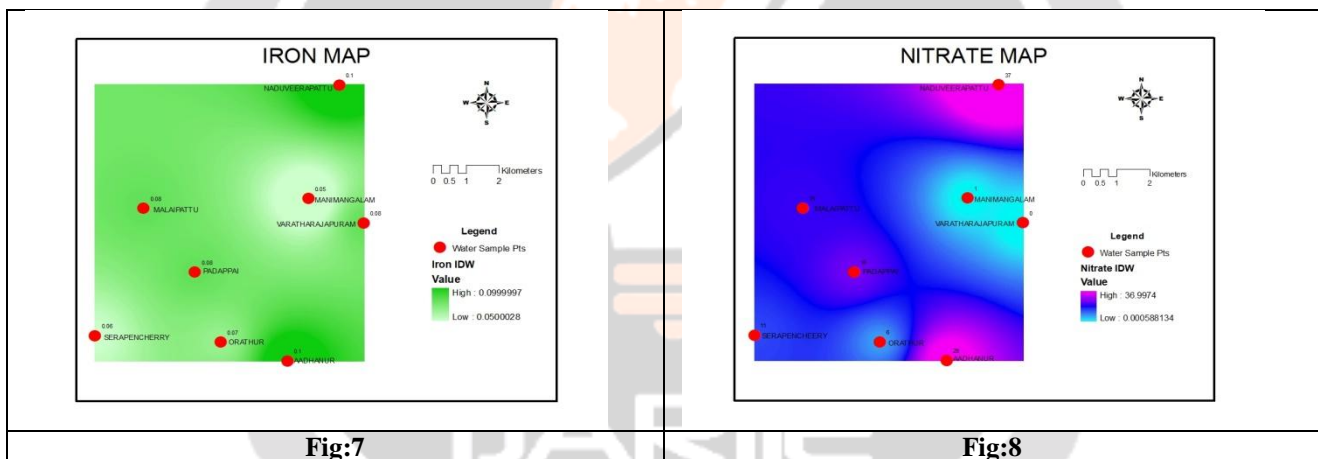 IRON MAP
0.1
NADUVEERAPATTU
N
W E
S
Kilometers
0 0.5 1 2
0.05
MANIMANGALAM
0.08
MALAIPATTU
VARATHARAJAPURAM
Legend
Water Sample Pts
Iron IDW
Value
High : 0.0999997
Low : 0.0500028
PADAPPAI
0.06
SERAPENCHERRY
0.07
ORATHUR
0.1
AADHANUR
Fig:7
NITRATE MAP
37
NADUVEERAPATTU
N
W E
S
Kilometers
0 0.5 1 2
1
MANIMANGALAM
MALAIPATTU
0
VARATHARAJAPURAM
Legend
Water Sample Pts
Nitrate IDW
Value
High : 36.9974
Low : 0.000588134
PADAPPAI
SERAPENCHEERY
6
ORATHUR
AADHANUR
Fig:8